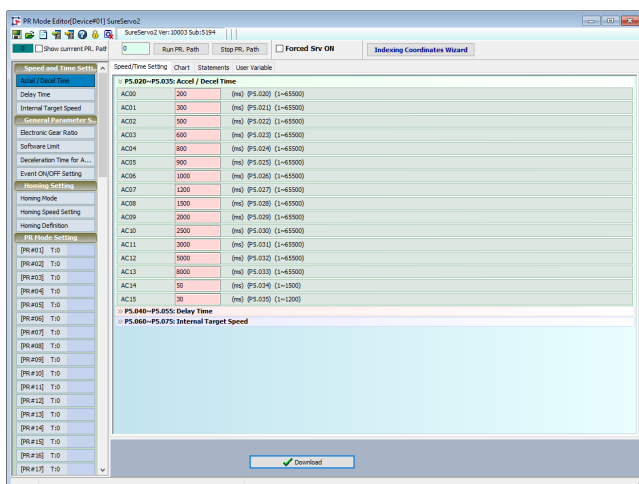 PR Mode Editor[Device#01] SureServo2
SureServo2 Ver:10003 Sub:5194
0 Show current PR. Path 0 Run PR. Path Stop PR. Path Forced Srv ON Indexing Coordinates Wizard
Speed and Time Setti...
Accel / Decel Time
Delay Time
Internal Target Speed
General Parameter Setti...
Electronic Gear Ratio
Software Limit
Deceleration Time for A...
Event ON/OFF Setting
Homing Setting
Homing Mode
Homing Speed Setting
Homing Definition
PR Mode Setting
[PR#01] T:0
[PR#02] T:0
[PR#03] T:0
[PR#04] T:0
[PR#05] T:0
[PR#06] T:0
[PR#07] T:0
[PR#08] T:0
[PR#09] T:0
[PR#10] T:0
[PR#11] T:0
[PR#12] T:0
[PR#13] T:0
[PR#14] T:0
[PR#15] T:0
[PR#16] T:0
[PR#17] T:0
Speed/Time Setting Chart Statements User Variable
P5.020~P5.035: Accel / Decel Time
AC00 200 (ms) (P5.020) (1~65500)
AC01 300 (ms) (P5.021) (1~65500)
AC02 500 (ms) (P5.022) (1~65500)
AC03 600 (ms) (P5.023) (1~65500)
AC04 800 (ms) (P5.024) (1~65500)
AC05 900 (ms) (P5.025) (1~65500)
AC06 1000 (ms) (P5.026) (1~65500)
AC07 1200 (ms) (P5.027) (1~65500)
AC08 1500 (ms) (P5.028) (1~65500)
AC09 2000 (ms) (P5.029) (1~65500)
AC10 2500 (ms) (P5.030) (1~65500)
AC11 3000 (ms) (P5.031) (1~65500)
AC12 5000 (ms) (P5.032) (1~65500)
AC13 8000 (ms) (P5.033) (1~65500)
AC14 50 (ms) (P5.034) (1~1500)
AC15 30 (ms) (P5.035) (1~1200)
P5.040~P5.055: Delay Time
P5.060~P5.075: Internal Target Speed
Download